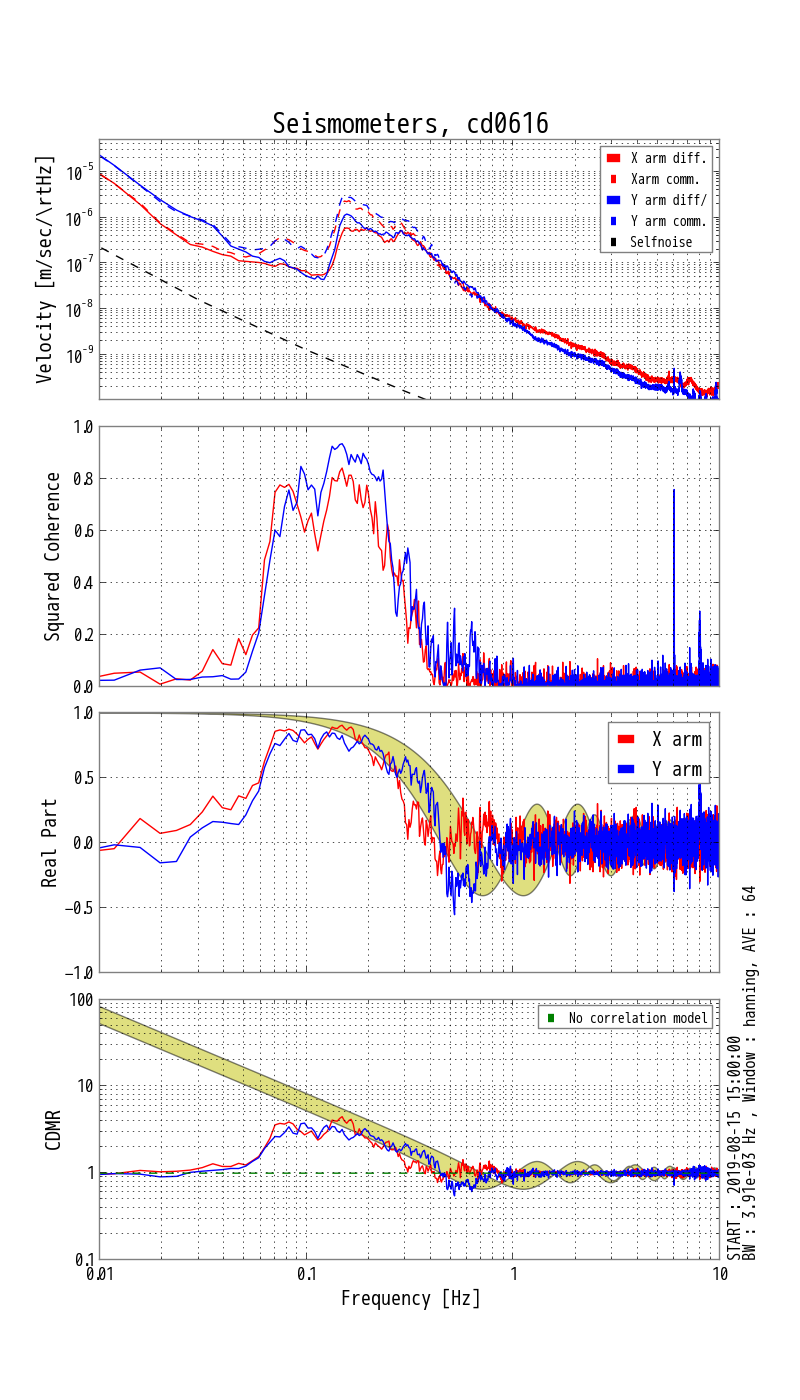 Seismometers, cd0616
Velocity [m/sec/\rtHz]
10⁻⁵
10⁻⁶
10⁻⁷
10⁻⁸
10⁻⁹
X arm diff.
Xarm comm.
Y arm diff/
Y arm comm.
Selfnoise
Squared Coherence
1.0
0.8
0.6
0.4
0.2
0.0
Real Part
1.0
0.5
0.0
−0.5
−1.0
X arm
Y arm
CDMR
100
10
1
0.1
No correlation model
0.01
0.1
1
10
Frequency [Hz]
START : 2019-08-15 15:00:00
BW : 3.91e-03 Hz , Window : hanning, AVE : 64